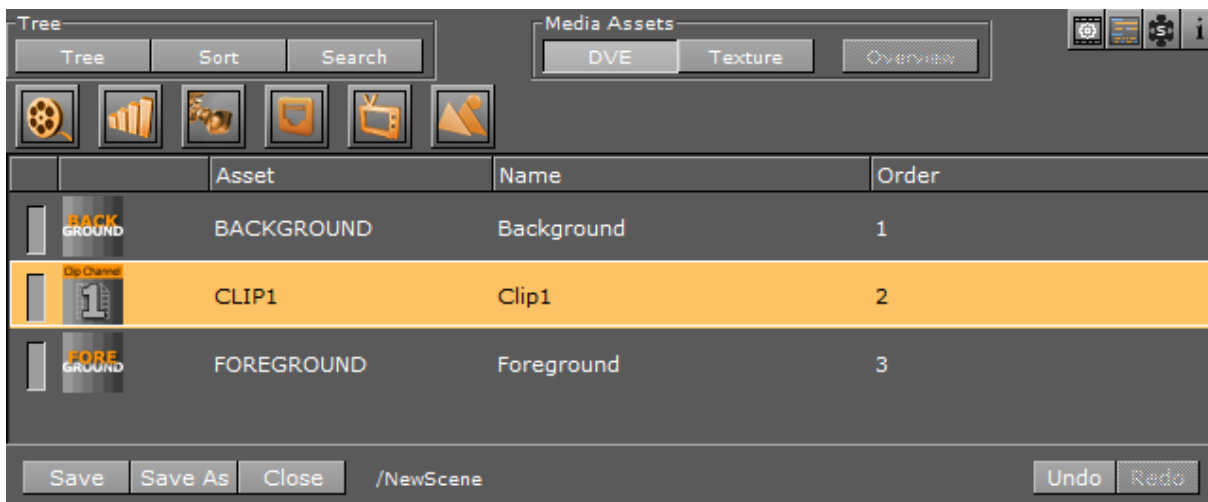 Tree
Media Assets
Tree Sort Search
DVE Texture Overview
S i
Asset Name Order
BACK
GROUND
BACKGROUND Background 1
Clip Channel
1
CLIP1 Clip1 2
FORE
GROUND
FOREGROUND Foreground 3
Save Save As Close /NewScene
Undo Redo